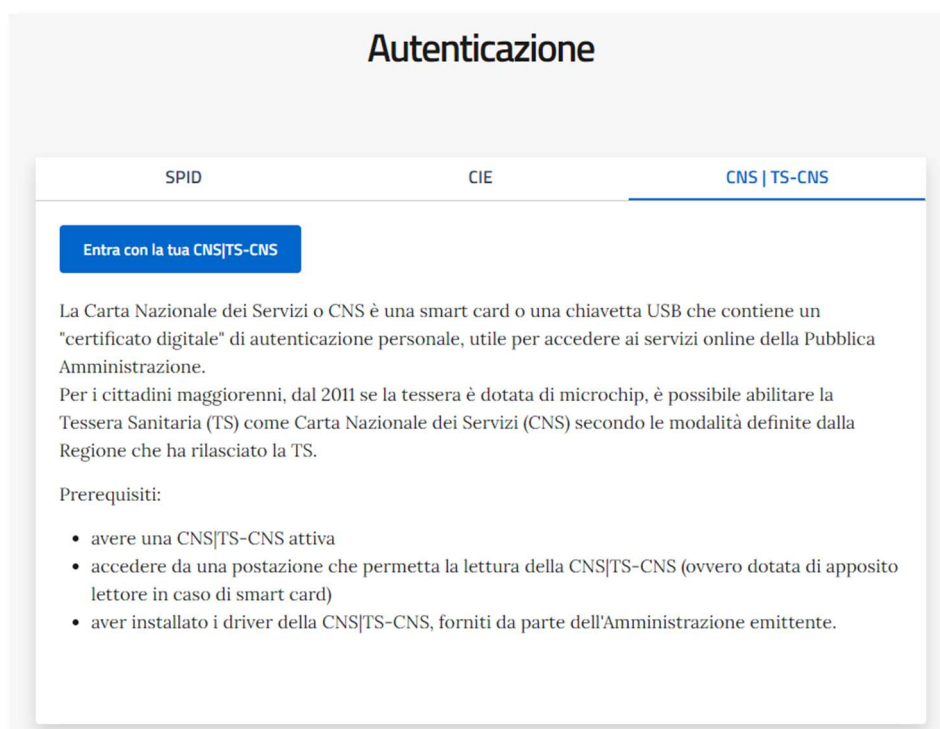 Autenticazione
SPID
CIE
CNS | TS-CNS
Entra con la tua CNS|TS-CNS
La Carta Nazionale dei Servizi o CNS è una smart card o una chiavetta USB che contiene un
"certificato digitale" di autenticazione personale, utile per accedere ai servizi online della Pubblica
Amministrazione.
Per i cittadini maggiorenni, dal 2011 se la tessera è dotata di microchip, è possibile abilitare la
Tessera Sanitaria (TS) come Carta Nazionale dei Servizi (CNS) secondo le modalità definite dalla
Regione che ha rilasciato la TS.
Prerequisiti:
• avere una CNS|TS-CNS attiva
• accedere da una postazione che permetta la lettura della CNS|TS-CNS (ovvero dotata di apposito
lettore in caso di smart card)
• aver installato i driver della CNS|TS-CNS, forniti da parte dell'Amministrazione emittente.